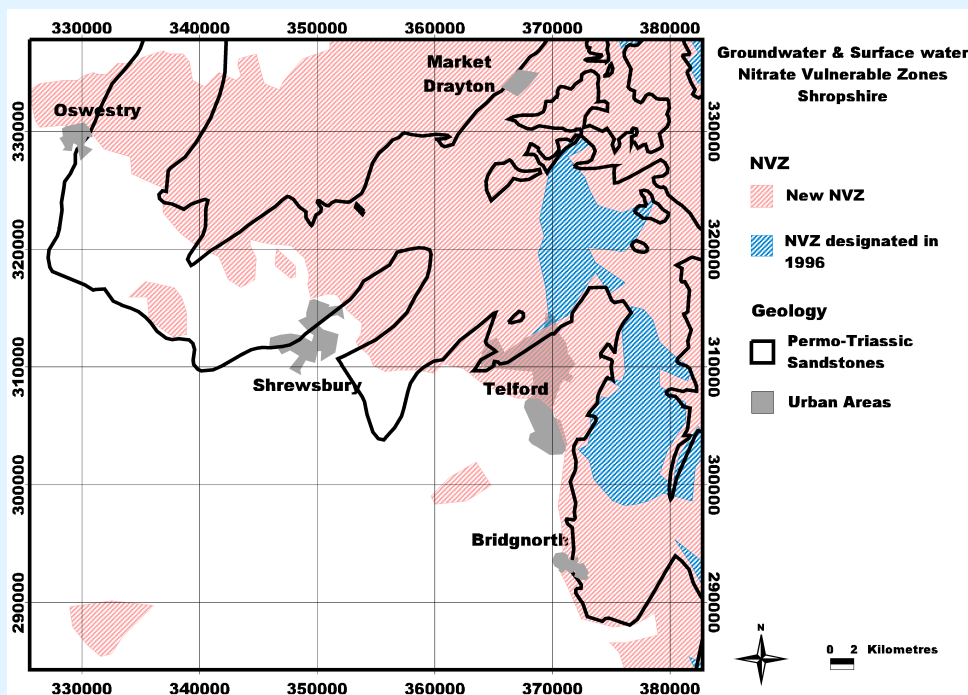 330000 340000 350000 360000 370000 380000
Groundwater & Surface water
Nitrate Vulnerable Zones
Shropshire
Market
Drayton
Oswestry
330000
330000
NVZ
New NVZ
320000
320000
NVZ designated in
1996
Geology
Permo-Triassic
Sandstones
310000
310000
Shrewsbury
Telford
Urban Areas
300000
300000
Bridgnorth
290000
290000
N
0 2 Kilometres
330000 340000 350000 360000 370000 380000